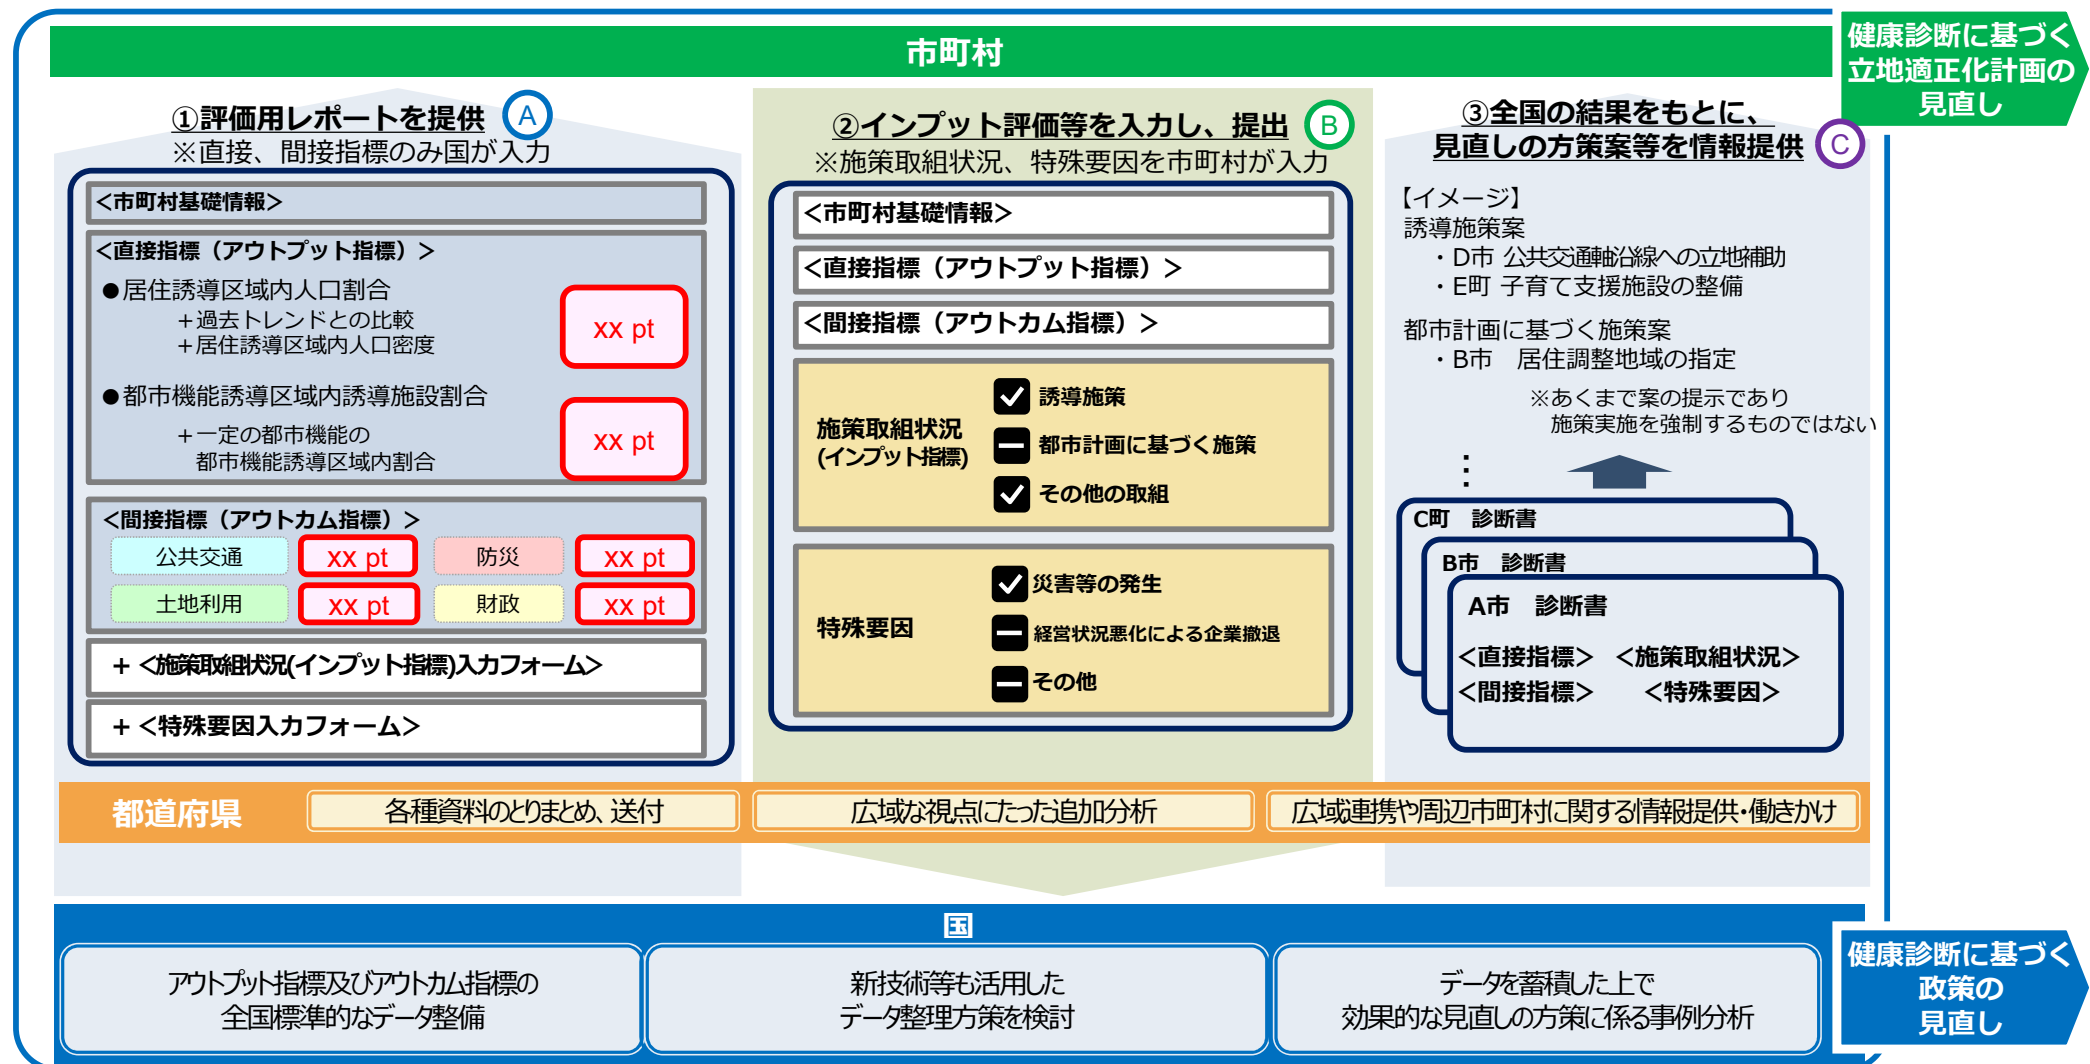 市町村
健康診断に基づく
立地適正化計画の
見直し
①評価用レポートを提供
A
※直接、間接指標のみ国が入力
<市町村基礎情報>
<直接指標（アウトプット指標）>
●居住誘導区域内人口割合
＋過去トレンドとの比較
＋居住誘導区域内人口密度
xx pt
●都市機能誘導区域内誘導施設割合
＋一定の都市機能の
都市機能誘導区域内割合
xx pt
<間接指標（アウトカム指標）>
公共交通
xx pt
防災
xx pt
土地利用
xx pt
財政
xx pt
+ <施策取組状況(インプット指標)入力フォーム>
+ <特殊要因入力フォーム>
②インプット評価等を入力し、提出
B
※施策取組状況、特殊要因を市町村が入力
<市町村基礎情報>
<直接指標（アウトプット指標）>
<間接指標（アウトカム指標）>
施策取組状況
(インプット指標)
誘導施策
都市計画に基づく施策
その他の取組
特殊要因
災害等の発生
経営状況悪化による企業撤退
その他
③全国の結果をもとに、
見直しの方策案等を情報提供
C
【イメージ】
誘導施策案
・D市 公共交通軸沿線への立地補助
・E町 子育て支援施設の整備
都市計画に基づく施策案
・B市　居住調整地域の指定
※あくまで案の提示であり
施策実施を強制するものではない
⋮
C町　診断書
B市　診断書
A市　診断書
<直接指標>　<施策取組状況>
<間接指標>　<特殊要因>
都道府県
各種資料のとりまとめ、送付
広域な視点にたった追加分析
広域連携や周辺市町村に関する情報提供・働きかけ
国
アウトプット指標及びアウトカム指標の
全国標準的なデータ整備
新技術等も活用した
データ整理方策を検討
データを蓄積した上で
効果的な見直しの方策に係る事例分析
健康診断に基づく
政策の
見直し